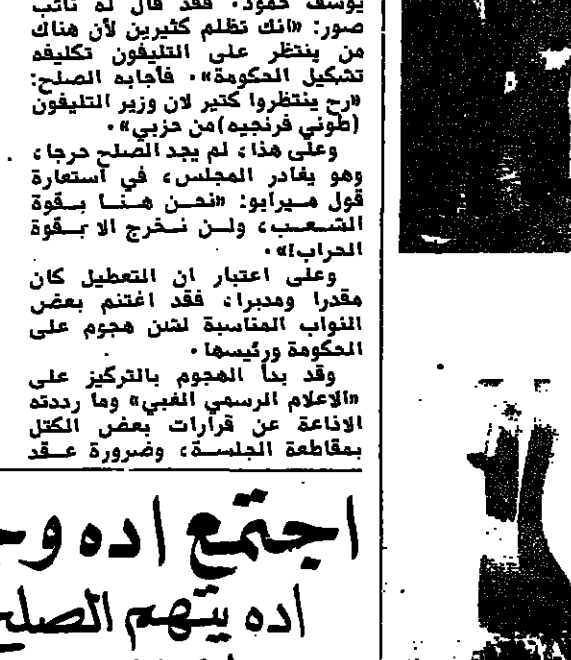 يوسف حمود، فقد قال له نائب
صور: «انك تظلم كثيرين لأن هناك
من ينتظر على التليفون تكليفه
تشكيل الحكومة». فأجابه الصلح:
«رح ينتظروا كتير لان وزير التليفون
(طوني فرنجيه) من حزبي».
وعلى هذا، لم يجد الصلح حرجا،
وهو يغادر المجلس، في استعارة
قول ميرابو: «نحن هنا بقوة
الشعب، ولن نخرج الا بقوة
الحراب!».
وعلى اعتبار ان التعطيل كان
مقدرا ومدبرا، فقد اغتنم بعض
النواب المناسبة لشن هجوم على
الحكومة ورئيسها.
وقد بدأ الهجوم بالتركيز على
«الاعلام الرسمي الغبي» وما رددته
الاذاعة عن قرارات بعض الكتل
بمقاطعة الجلسة، وضرورة عقد
اجتمع اده وج
اده يتهم الصلح